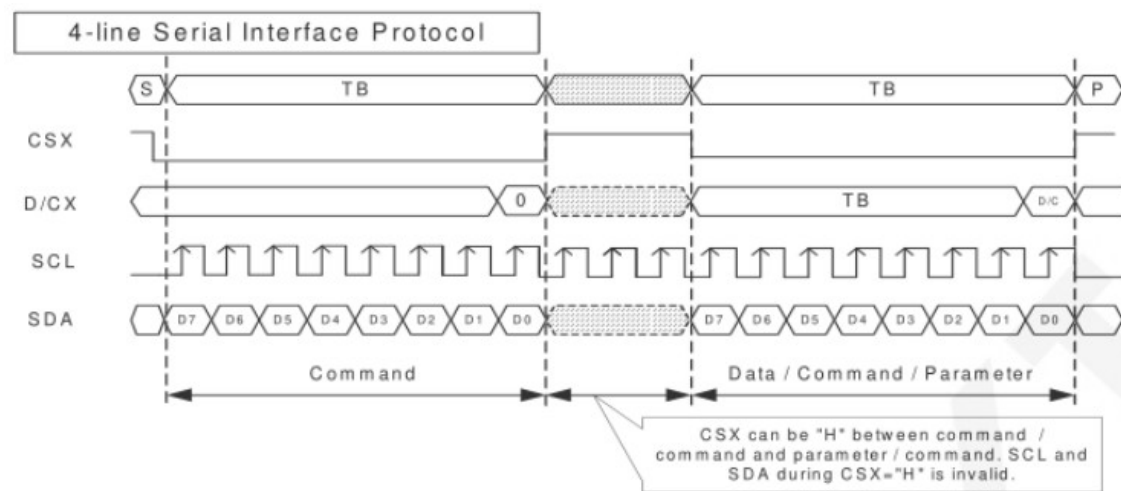 4-line Serial Interface Protocol
S TB TB P
CSX
D/CX 0 TB D/C
SCL
SDA D7 D6 D5 D4 D3 D2 D1 D0 D7 D6 D5 D4 D3 D2 D1 D0
Command Data / Command / Parameter
CSX can be "H" between command /
command and parameter / command. SCL and
SDA during CSX="H" is invalid.